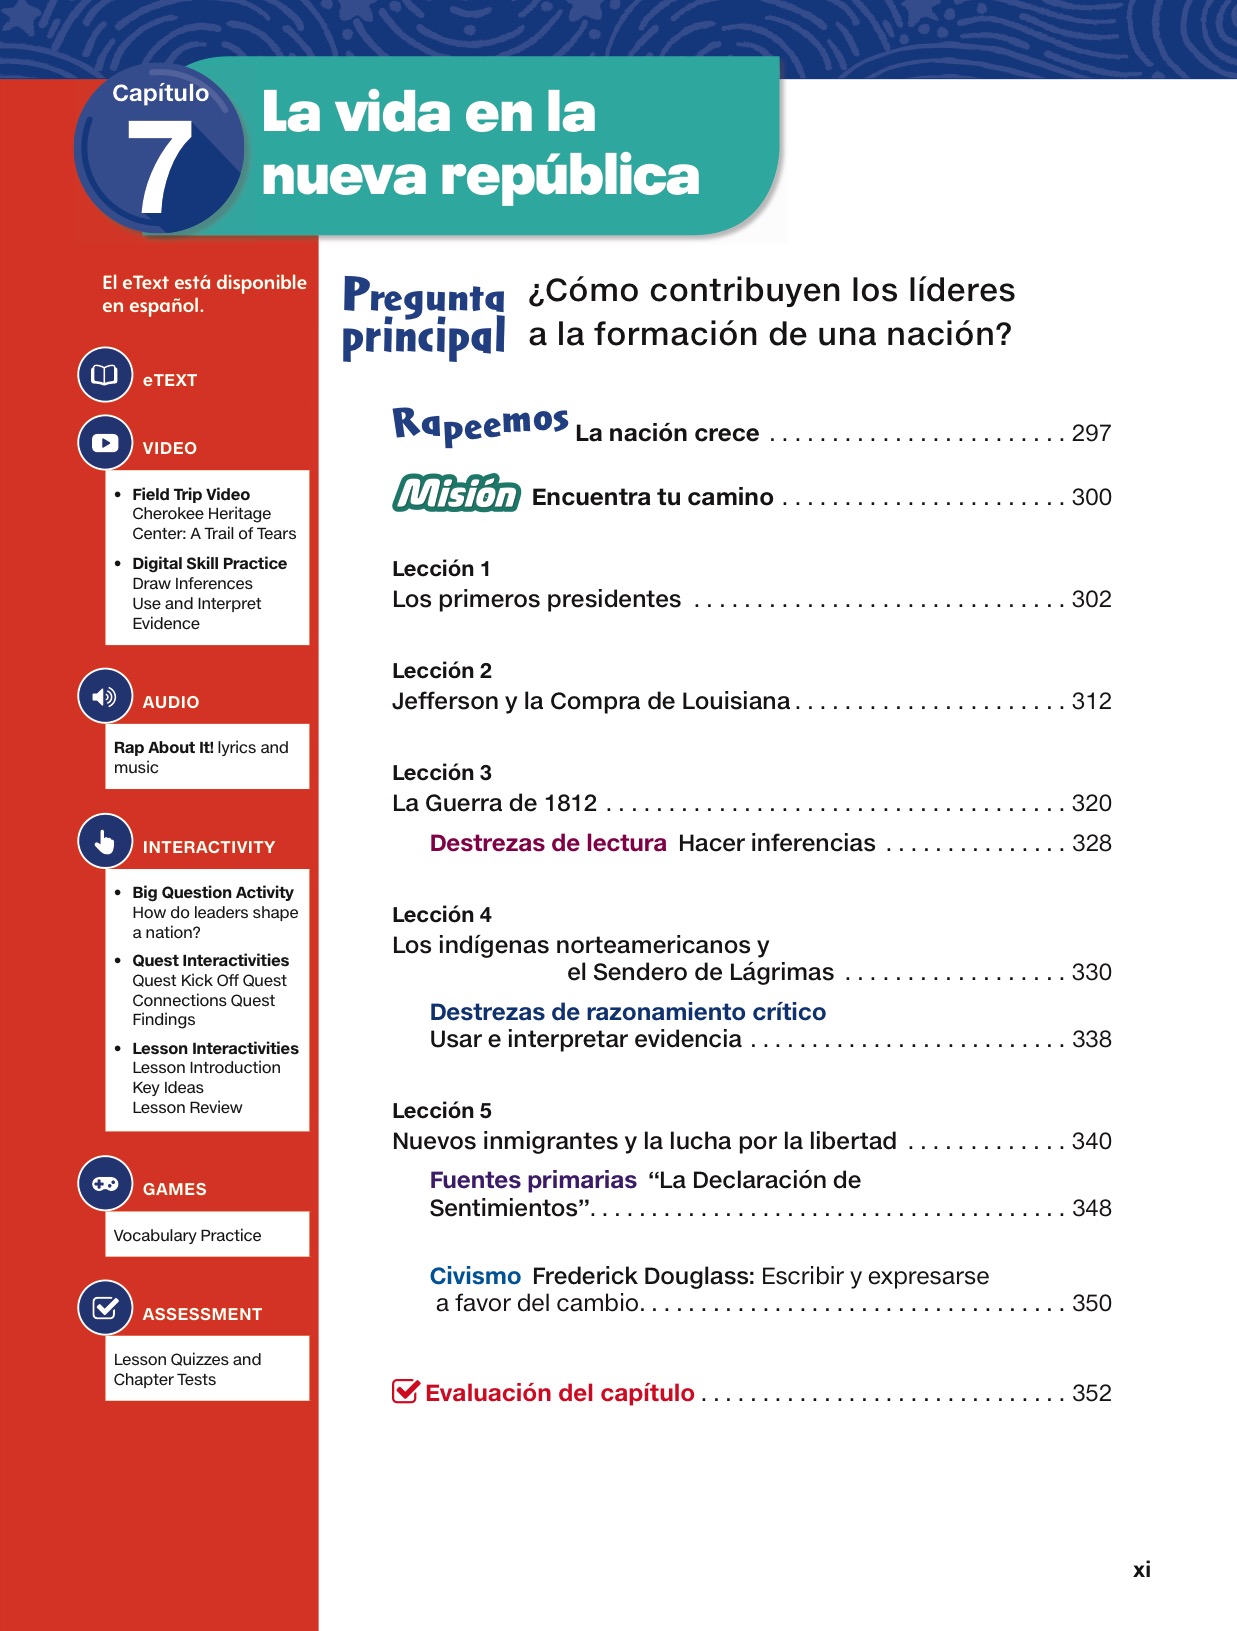 Capítulo
7
La vida en la
nueva república
El eText está disponible
en español.
eTEXT
VIDEO
• Field Trip Video
Cherokee Heritage
Center: A Trail of Tears
• Digital Skill Practice
Draw Inferences
Use and Interpret
Evidence
AUDIO
Rap About It! lyrics and
music
INTERACTIVITY
• Big Question Activity
How do leaders shape
a nation?
• Quest Interactivities
Quest Kick Off Quest
Connections Quest
Findings
• Lesson Interactivities
Lesson Introduction
Key Ideas
Lesson Review
GAMES
Vocabulary Practice
ASSESSMENT
Lesson Quizzes and
Chapter Tests
Pregunta
principal
¿Cómo contribuyen los líderes
a la formación de una nación?
Rapeemos La nación crece . . . . . . . . . . . . . . . . . . . . . . . . 297
Misión Encuentra tu camino . . . . . . . . . . . . . . . . . . . . . . . 300
Lección 1
Los primeros presidentes . . . . . . . . . . . . . . . . . . . . . . . . . . . . . . 302
Lección 2
Jefferson y la Compra de Louisiana . . . . . . . . . . . . . . . . . . . . . . 312
Lección 3
La Guerra de 1812 . . . . . . . . . . . . . . . . . . . . . . . . . . . . . . . . . . . . . 320
Destrezas de lectura Hacer inferencias . . . . . . . . . . . . . . . 328
Lección 4
Los indígenas norteamericanos y
el Sendero de Lágrimas . . . . . . . . . . . . . . . . . . 330
Destrezas de razonamiento crítico
Usar e interpretar evidencia . . . . . . . . . . . . . . . . . . . . . . . . . . 338
Lección 5
Nuevos inmigrantes y la lucha por la libertad . . . . . . . . . . . . . 340
Fuentes primarias “La Declaración de
Sentimientos”. . . . . . . . . . . . . . . . . . . . . . . . . . . . . . . . . . . . . . . 348
Civismo Frederick Douglass: Escribir y expresarse
a favor del cambio. . . . . . . . . . . . . . . . . . . . . . . . . . . . . . . . . . . 350
Evaluación del capítulo . . . . . . . . . . . . . . . . . . . . . . . . . . . . . . 352
xi